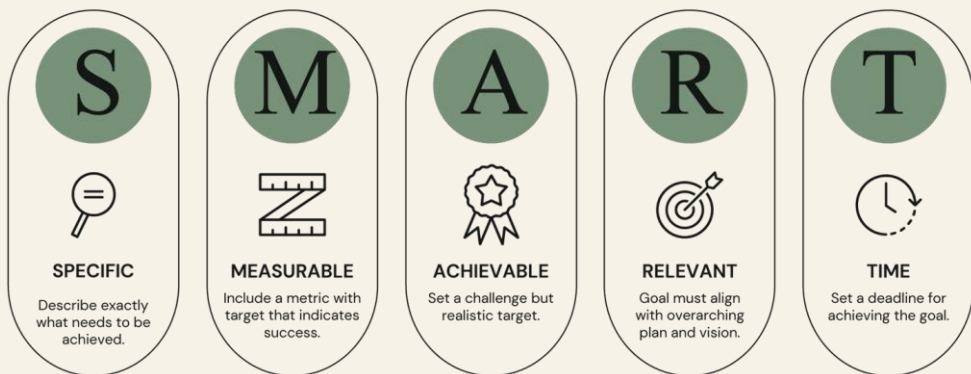 S
SPECIFIC
Describe exactly
what needs to be
achieved.
M
MEASURABLE
Include a metric with
target that indicates
success.
A
ACHIEVABLE
Set a challenge but
realistic target.
R
RELEVANT
Goal must align
with overarching
plan and vision.
T
TIME
Set a deadline for
achieving the goal.